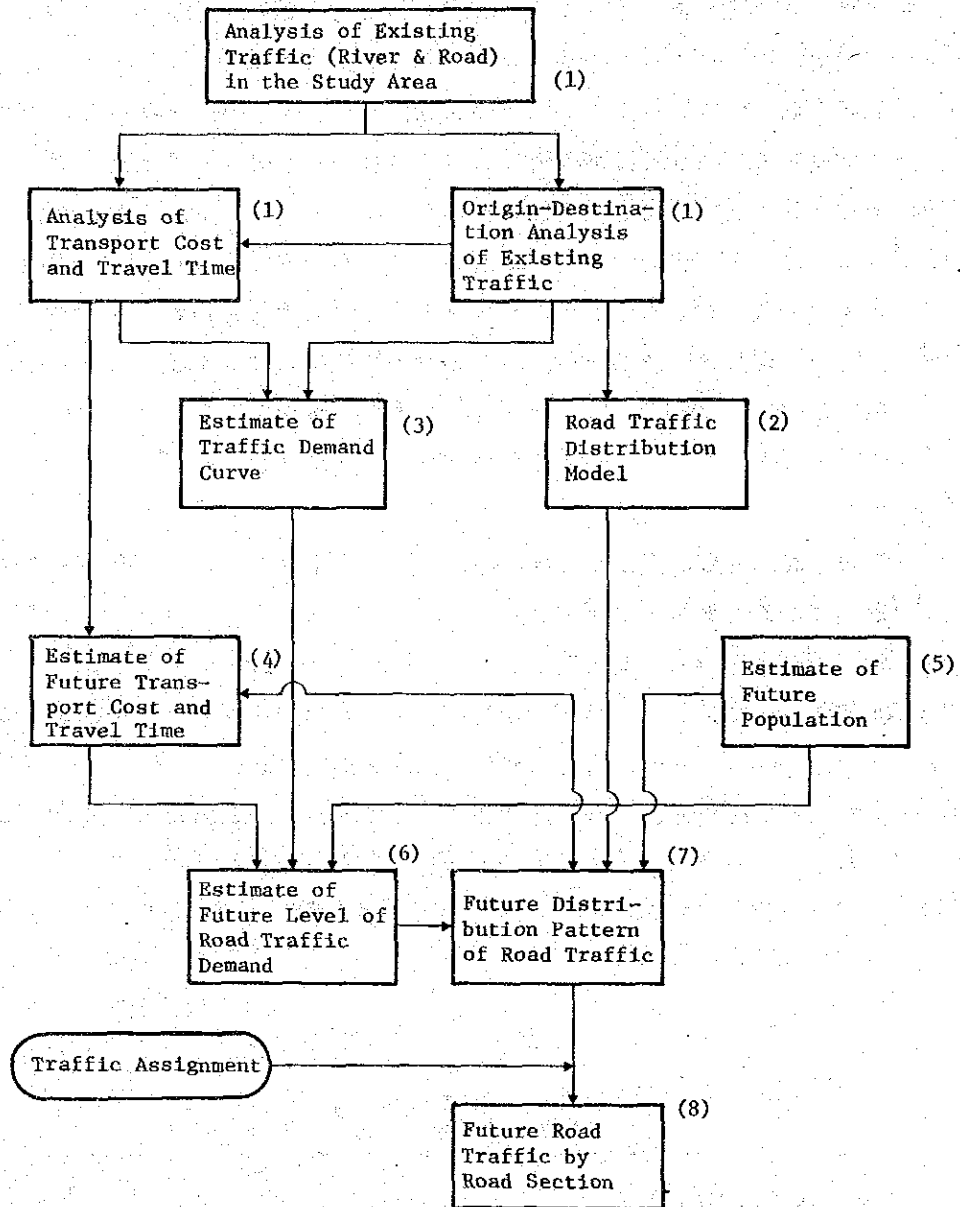 Analysis of Existing
Traffic (River & Road)
in the Study Area
(1)
Analysis of
Transport Cost
and Travel Time
(1)
Origin-Destina-
tion Analysis
of Existing
Traffic
(1)
Estimate of
Traffic Demand
Curve
(3)
Road Traffic
Distribution
Model
(2)
Estimate of
Future Trans-
port Cost and
Travel Time
(4)
Estimate of
Future
Population
(5)
Estimate of
Future Level of
Road Traffic
Demand
(6)
Future Distri-
bution Pattern
of Road Traffic
(7)
Traffic Assignment
Future Road
Traffic by
Road Section
(8)